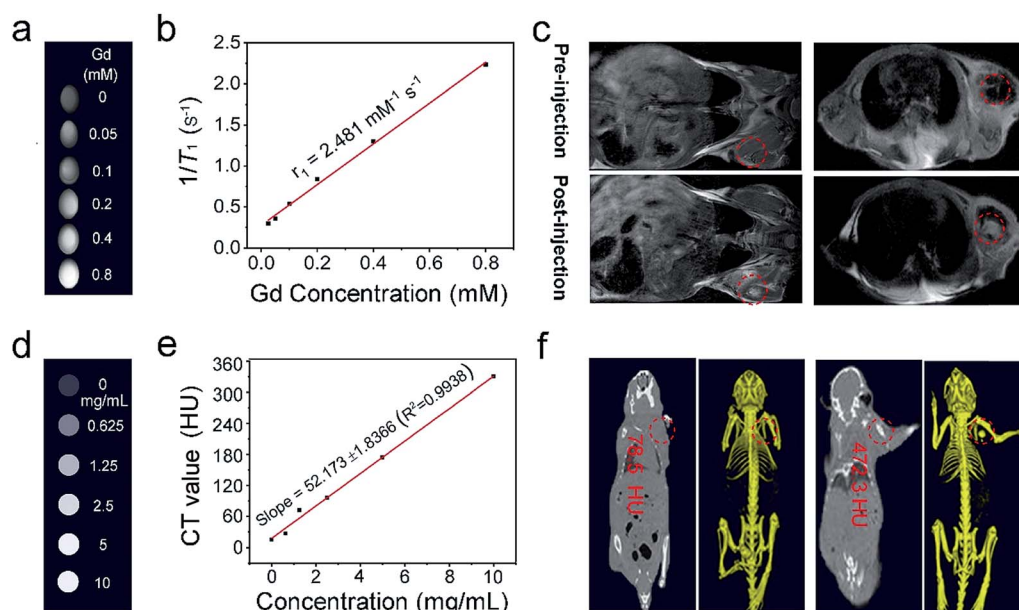 a
Gd
(mM)
0
0.05
0.1
0.2
0.4
0.8
b
2.5
2.0
1.5
1.0
0.5
0.0
1/T₁ (s⁻¹)
r₁ = 2.481 mM⁻¹ s⁻¹
0.0 0.2 0.4 0.6 0.8
Gd Concentration (mM)
c
Pre-injection
Post-injection
d
0
mg/mL
0.625
1.25
2.5
5
10
e
360
300
240
180
120
60
0
CT value (HU)
Slope = 52.173 ±1.8366 (R²=0.9938)
0 2 4 6 8 10
Concentration (mg/mL)
f
78.6 HU
472.3 HU